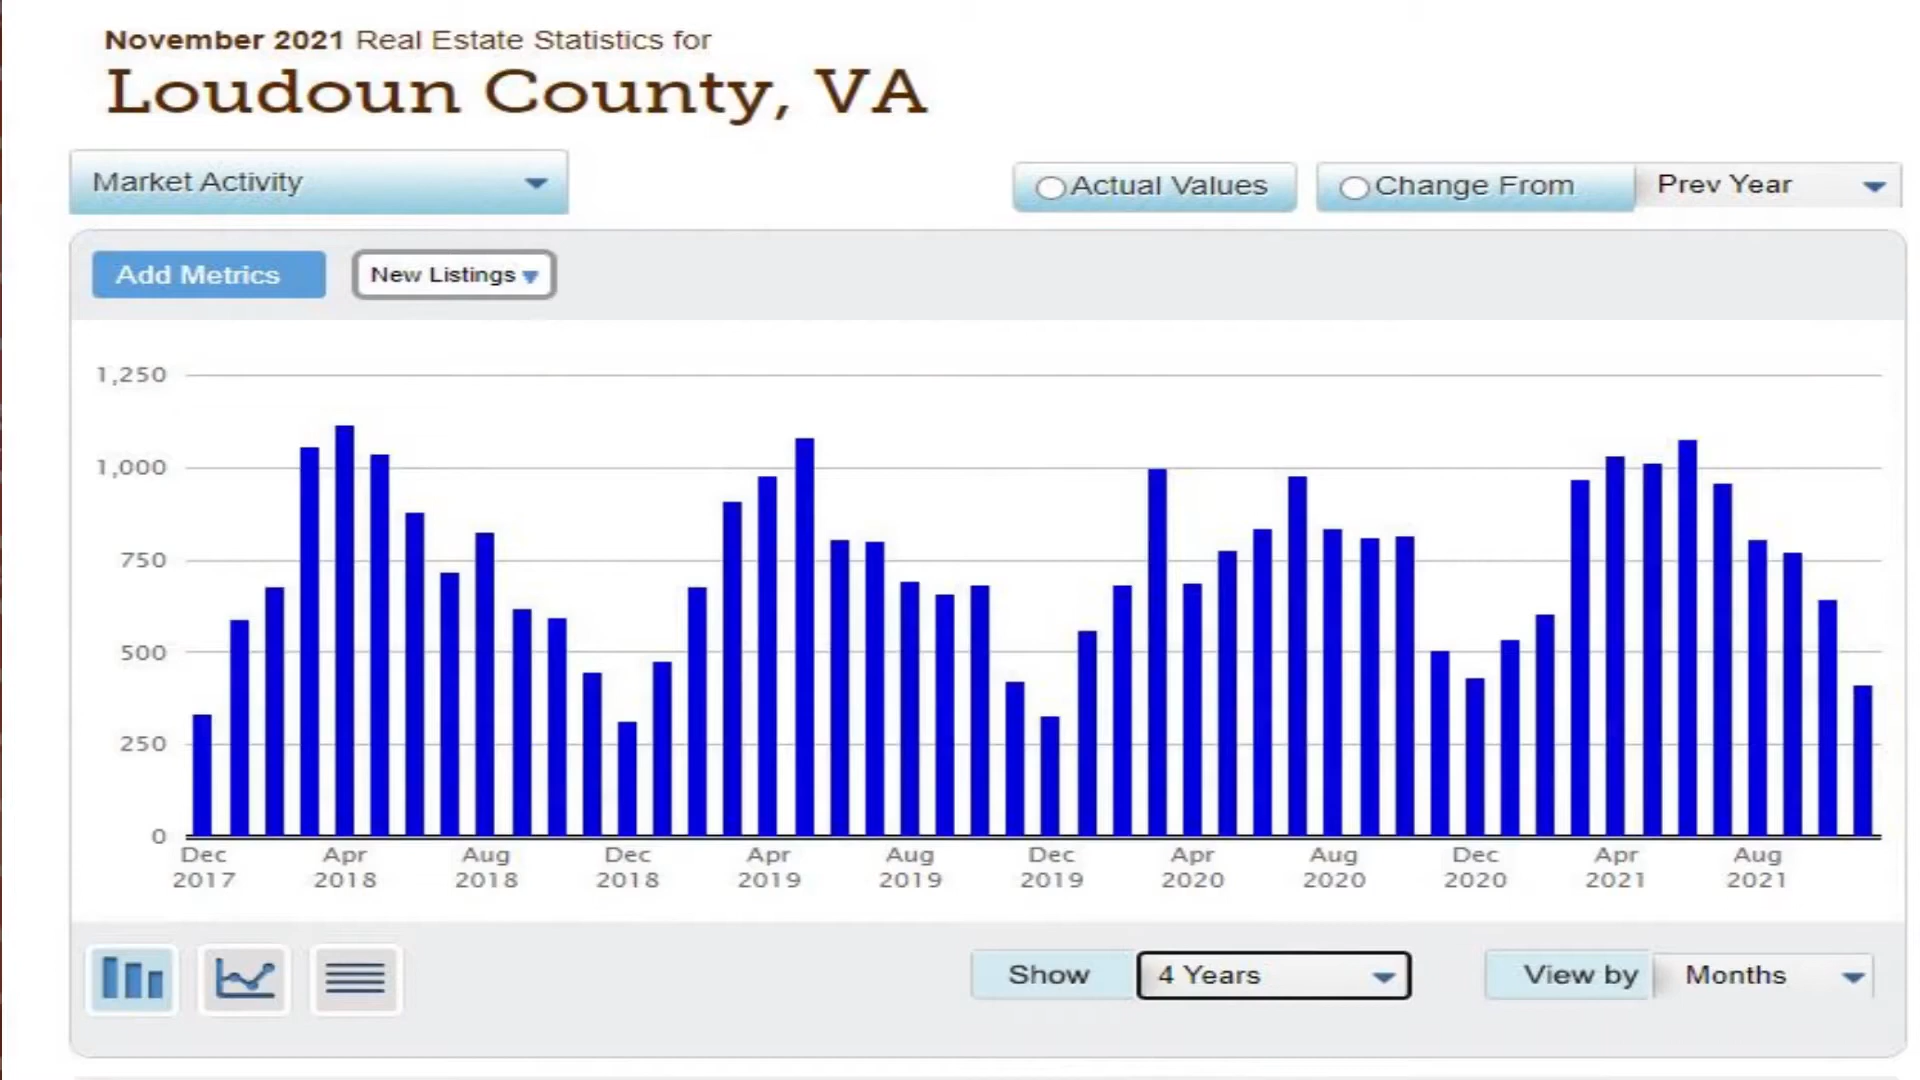 November 2021 Real Estate Statistics for
Loudoun County, VA
Market Activity
Actual Values
Change From
Prev Year
Add Metrics
New Listings
1,250
1,000
750
500
250
0
Dec Apr Aug Dec Apr Aug Dec Apr Aug Dec Apr Aug
2017 2018 2018 2018 2019 2019 2019 2020 2020 2020 2021 2021
Show
4 Years
View by
Months